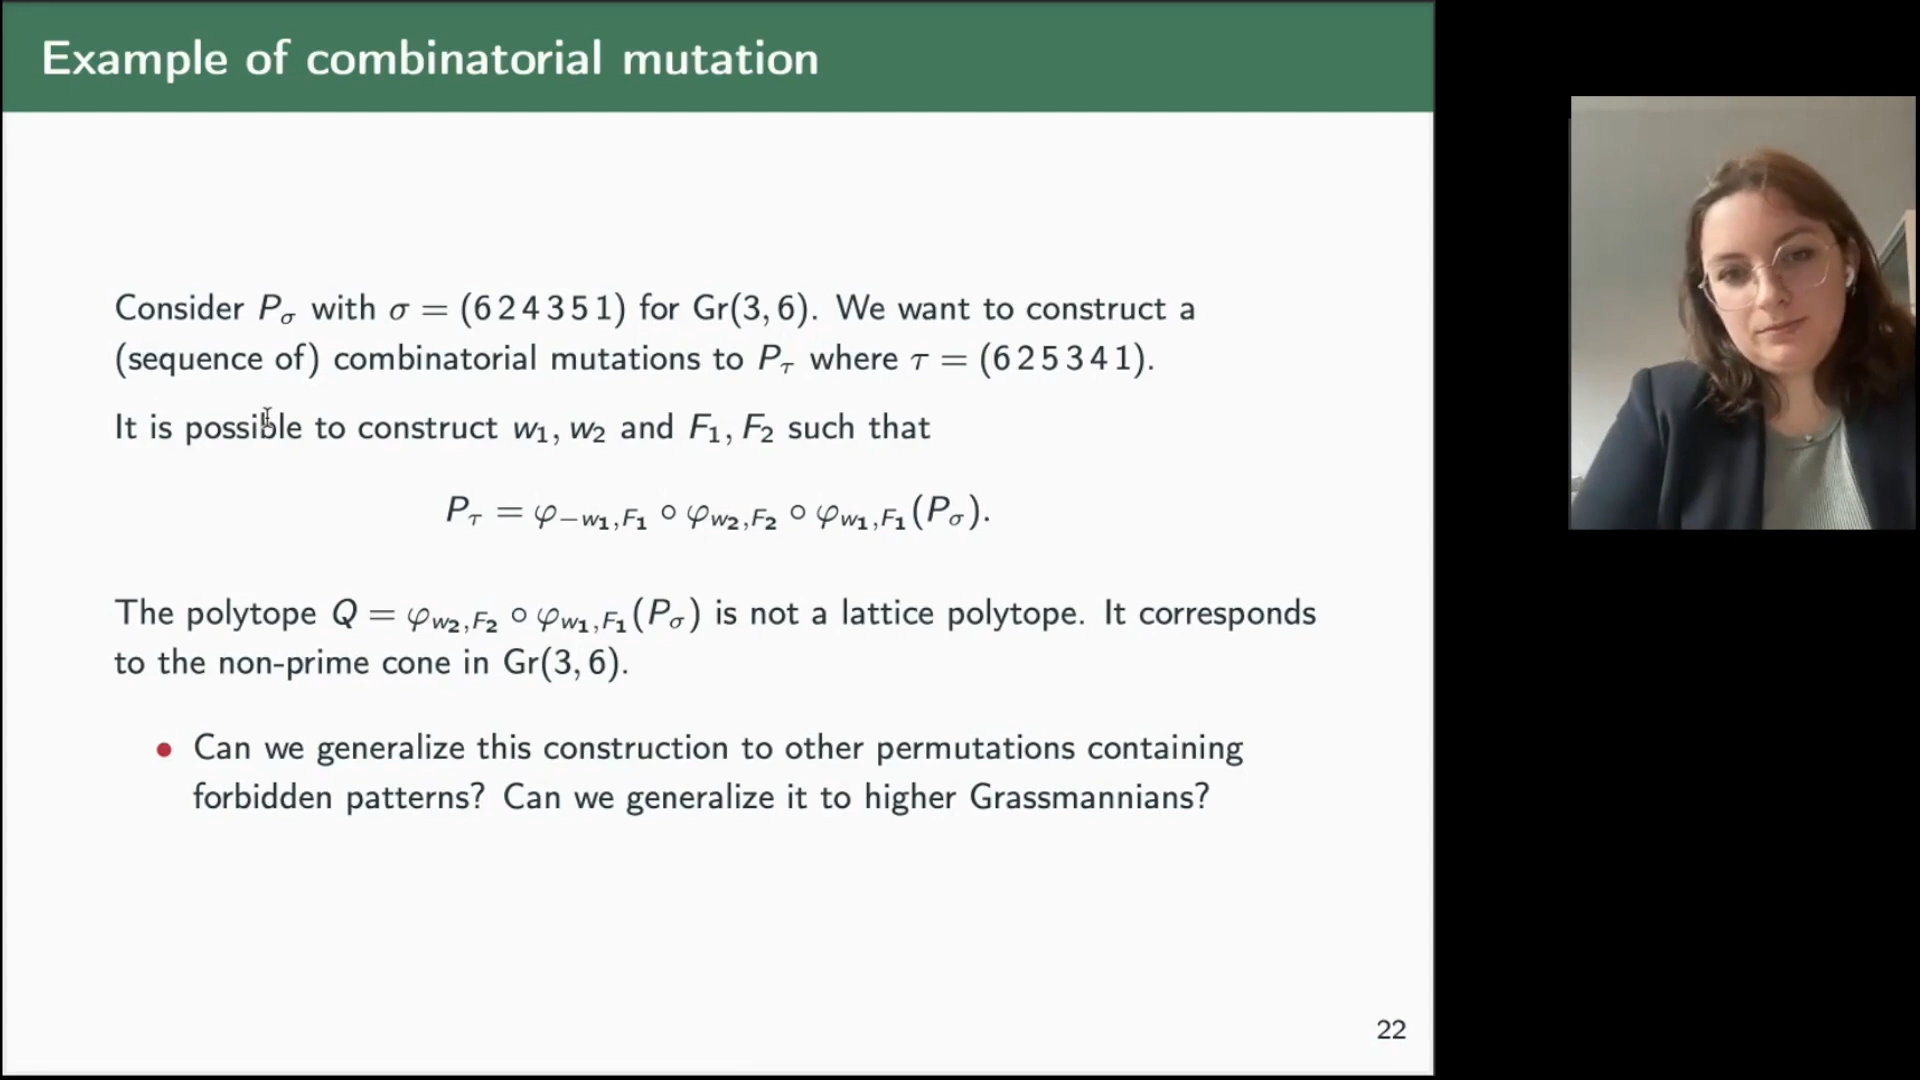 Example of combinatorial mutation
Consider P_σ with σ = (6 2 4 3 5 1) for Gr(3, 6). We want to construct a
(sequence of) combinatorial mutations to P_τ where τ = (6 2 5 3 4 1).
It is possible to construct w₁, w₂ and F₁, F₂ such that
P_τ = φ_{−w₁,F₁} ∘ φ_{w₂,F₂} ∘ φ_{w₁,F₁}(P_σ).
The polytope Q = φ_{w₂,F₂} ∘ φ_{w₁,F₁}(P_σ) is not a lattice polytope. It corresponds
to the non-prime cone in Gr(3, 6).
• Can we generalize this construction to other permutations containing
forbidden patterns? Can we generalize it to higher Grassmannians?
22